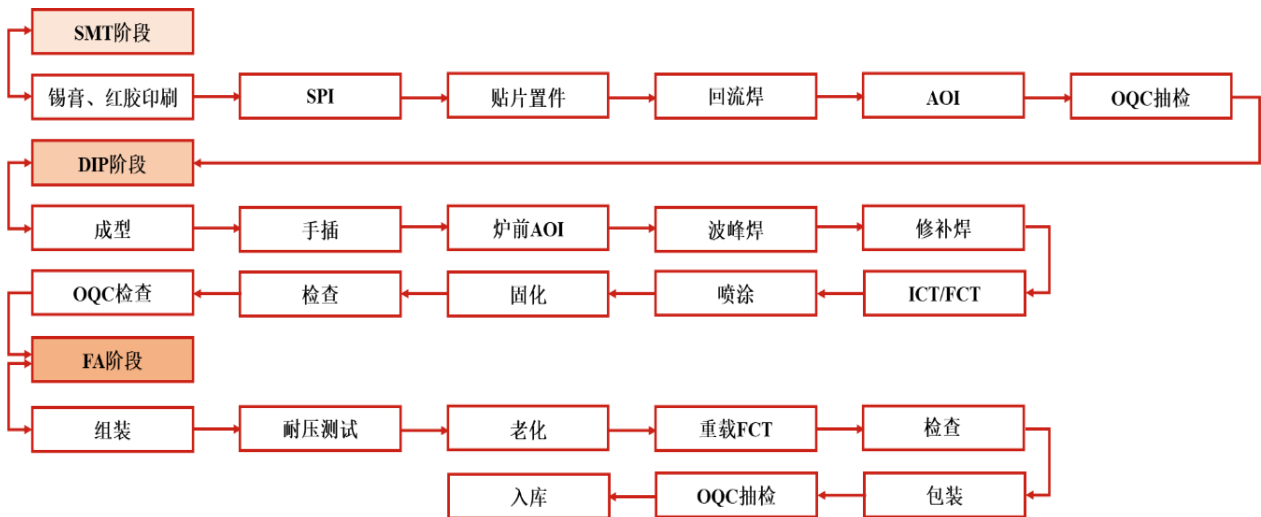 SMT阶段
锡膏、红胶印刷
SPI
贴片置件
回流焊
AOI
OQC抽检
DIP阶段
成型
手插
炉前AOI
波峰焊
修补焊
OQC检查
检查
固化
喷涂
ICT/FCT
FA阶段
组装
耐压测试
老化
重载FCT
检查
入库
OQC抽检
包装